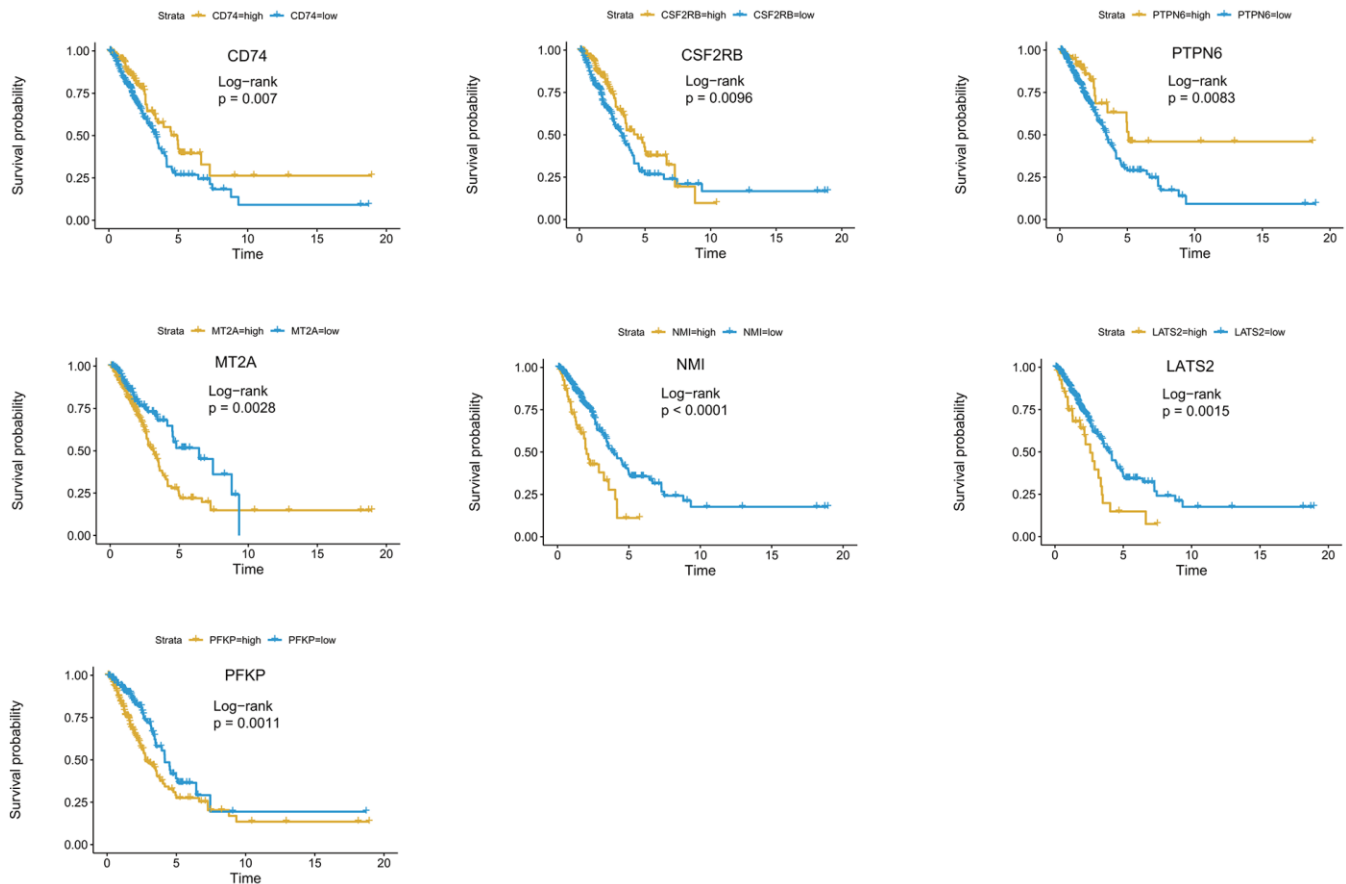 Strata CD74=high CD74=low
CD74
Log-rank
p = 0.007
Survival probability
1.00
0.75
0.50
0.25
0.00
0 5 10 15 20
Time
Strata CSF2RB=high CSF2RB=low
CSF2RB
Log-rank
p = 0.0096
Survival probability
1.00
0.75
0.50
0.25
0.00
0 5 10 15 20
Time
Strata PTPN6=high PTPN6=low
PTPN6
Log-rank
p = 0.0083
Survival probability
1.00
0.75
0.50
0.25
0.00
0 5 10 15 20
Time
Strata MT2A=high MT2A=low
MT2A
Log-rank
p = 0.0028
Survival probability
1.00
0.75
0.50
0.25
0.00
0 5 10 15 20
Time
Strata NMI=high NMI=low
NMI
Log-rank
p < 0.0001
Survival probability
1.00
0.75
0.50
0.25
0.00
0 5 10 15 20
Time
Strata LATS2=high LATS2=low
LATS2
Log-rank
p = 0.0015
Survival probability
1.00
0.75
0.50
0.25
0.00
0 5 10 15 20
Time
Strata PFKP=high PFKP=low
PFKP
Log-rank
p = 0.0011
Survival probability
1.00
0.75
0.50
0.25
0.00
0 5 10 15 20
Time